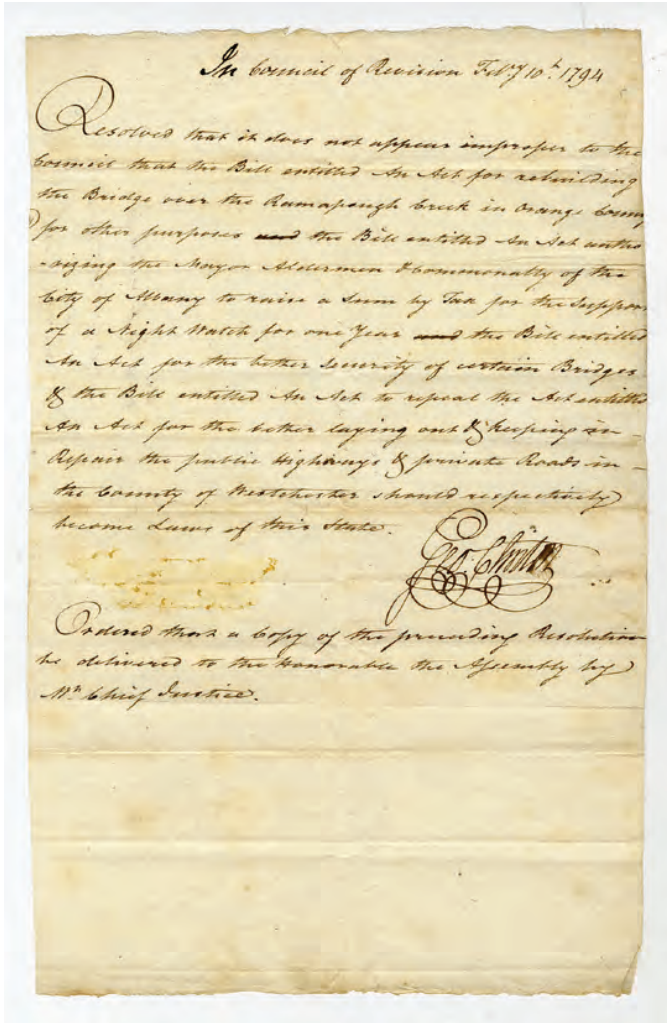 In Council of Revision Feby. 10th. 1794
Resolved that it does not appear improper to the
Council that the Bill entitled An Act for rebuilding
the Bridge over the Ramapough Creek in Orange County
for other purposes and the Bill entitled An Act autho
-rizing the Mayor Aldermen & Commonalty of the
City of Albany to raise a Sum by Tax for the Support
of a Night Watch for one Year and the Bill entitled
An Act for the better Security of certain Bridges
& the Bill entitled An Act to repeal the Act entitled
An Act for the better laying out & keeping in
Repair the public Highways & private Roads in
the County of Westchester should respectively
become Laws of this State.
Geo. Clinton
Ordered that a Copy of the preceeding Resolution
be delivered to the Honorable the Assembly by
Mr. Chief Justice.